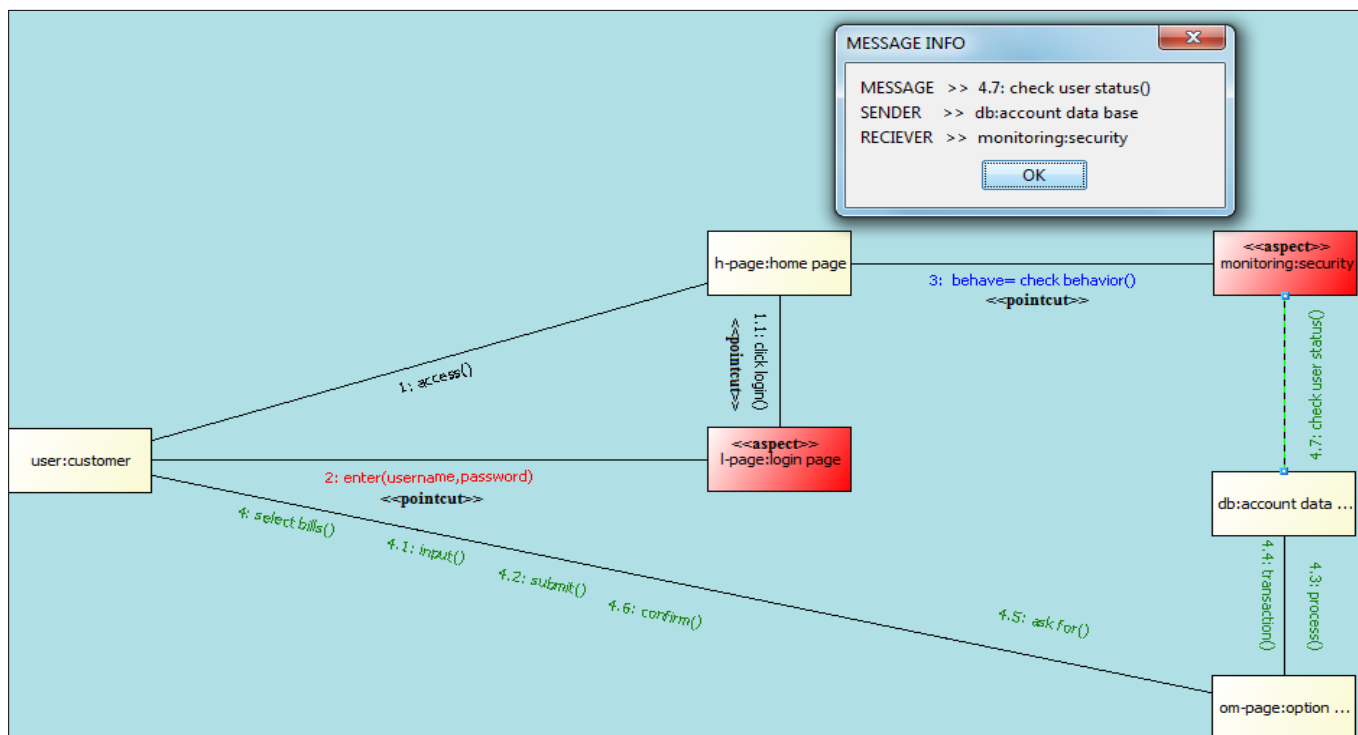 MESSAGE INFO
MESSAGE >> 4.7: check user status()
SENDER >> db:account data base
RECIEVER >> monitoring:security
OK
h-page:home page
<<aspect>>
monitoring:security
3: behave= check behavior()
<<pointcut>>
1.1: click login()
<<pointcut>>
1: access()
4.7: check user status()
user:customer
<<aspect>>
l-page:login page
2: enter(username,password)
<<pointcut>>
db:account data ...
4: select bills()
4.1: input()
4.2: submit()
4.6: confirm()
4.5: ask for()
4.4: transaction()
4.3: process()
om-page:option ...